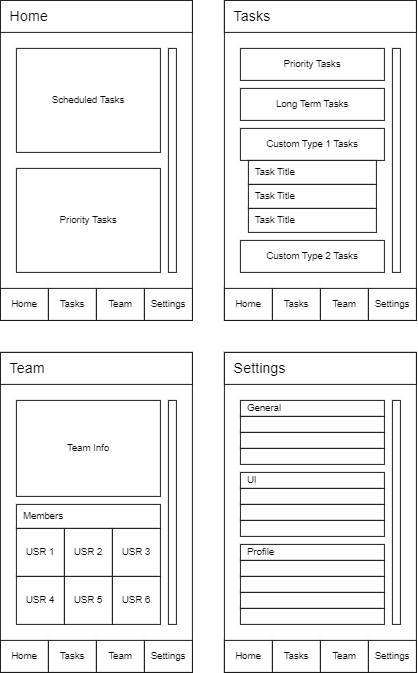 Home
Scheduled Tasks
Priority Tasks
Home Tasks Team Settings
Tasks
Priority Tasks
Long Term Tasks
Custom Type 1 Tasks
Task Title
Task Title
Task Title
Custom Type 2 Tasks
Home Tasks Team Settings
Team
Team Info
Members
USR 1 USR 2 USR 3
USR 4 USR 5 USR 6
Home Tasks Team Settings
Settings
General
UI
Profile
Home Tasks Team Settings